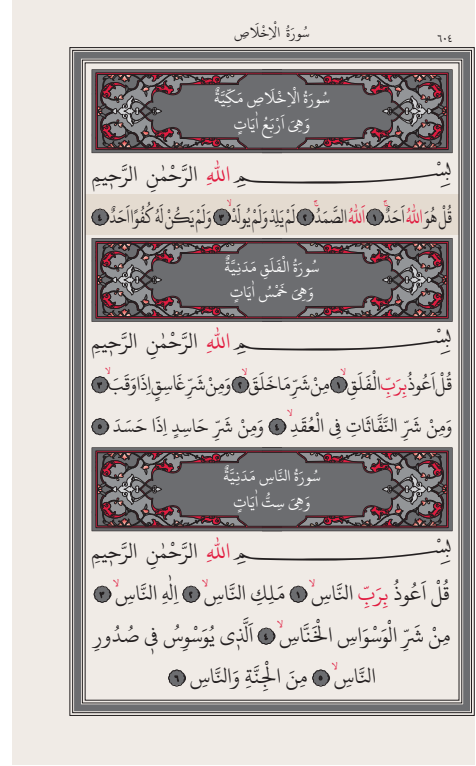 سُورَةُ الْاِخْلَاصِ
٦٠٤
سُورَةُ الْاِخْلَاصِ مَكِّيَّةٌ
وَهِىَ اَرْبَعُ اٰيَاتٍ
بِسْمِ اللّٰهِ الرَّحْمٰنِ الرَّحِيمِ
قُلْ هُوَ اللّٰهُ اَحَدٌۚ ١ اَللّٰهُ الصَّمَدُۚ ٢ لَمْ يَلِدْ وَلَمْ يُولَدْۙ ٣ وَلَمْ يَكُنْ لَهُ كُفُوًا اَحَدٌ ٤
سُورَةُ الْفَلَقِ مَدَنِيَّةٌ
وَهِىَ خَمْسُ اٰيَاتٍ
بِسْمِ اللّٰهِ الرَّحْمٰنِ الرَّحِيمِ
قُلْ اَعُوذُ بِرَبِّ الْفَلَقِۙ ١ مِنْ شَرِّ مَا خَلَقَۙ ٢ وَمِنْ شَرِّ غَاسِقٍ اِذَا وَقَبَۙ ٣
وَمِنْ شَرِّ النَّفَّاثَاتِ فِى الْعُقَدِۙ ٤ وَمِنْ شَرِّ حَاسِدٍ اِذَا حَسَدَ ٥
سُورَةُ النَّاسِ مَدَنِيَّةٌ
وَهِىَ سِتُّ اٰيَاتٍ
بِسْمِ اللّٰهِ الرَّحْمٰنِ الرَّحِيمِ
قُلْ اَعُوذُ بِرَبِّ النَّاسِۙ ١ مَلِكِ النَّاسِۙ ٢ اِلٰهِ النَّاسِۙ ٣
مِنْ شَرِّ الْوَسْوَاسِ الْخَنَّاسِۙ ٤ اَلَّذِى يُوَسْوِسُ فِى صُدُورِ
النَّاسِۙ ٥ مِنَ الْجِنَّةِ وَالنَّاسِ ٦